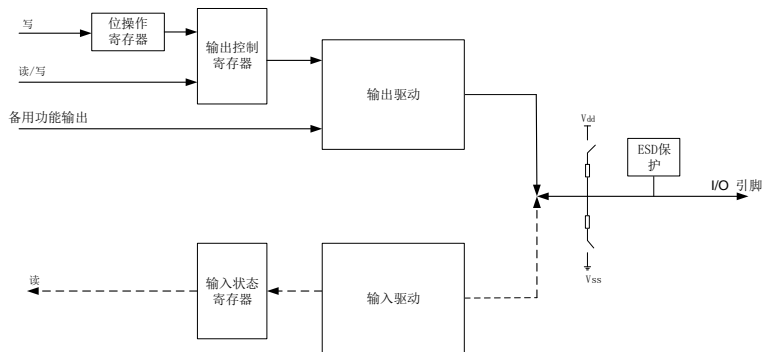 写
位操作
寄存器
输出控制
寄存器
读/写
备用功能输出
输出驱动
Vdd
ESD保
护
I/O 引脚
Vss
读
输入状态
寄存器
输入驱动